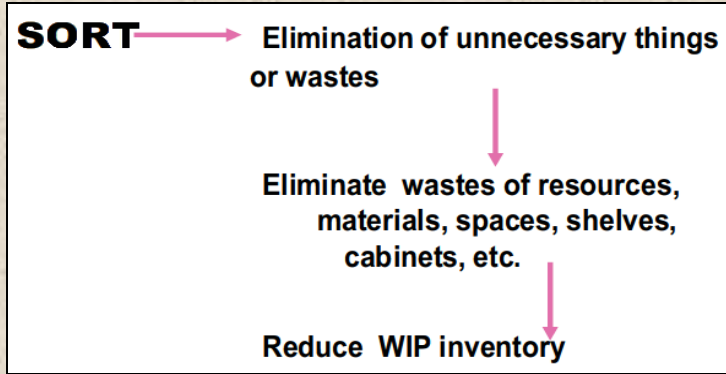 SORT Elimination of unnecessary things
or wastes
Eliminate wastes of resources,
materials, spaces, shelves,
cabinets, etc.
Reduce WIP inventory